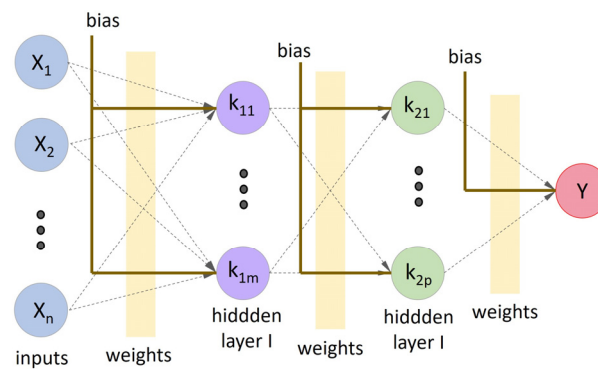 bias
X1
X2
Xn
inputs
weights
k11
k1m
hiddden
layer I
bias
weights
k21
k2p
hiddden
layer I
bias
weights
Y